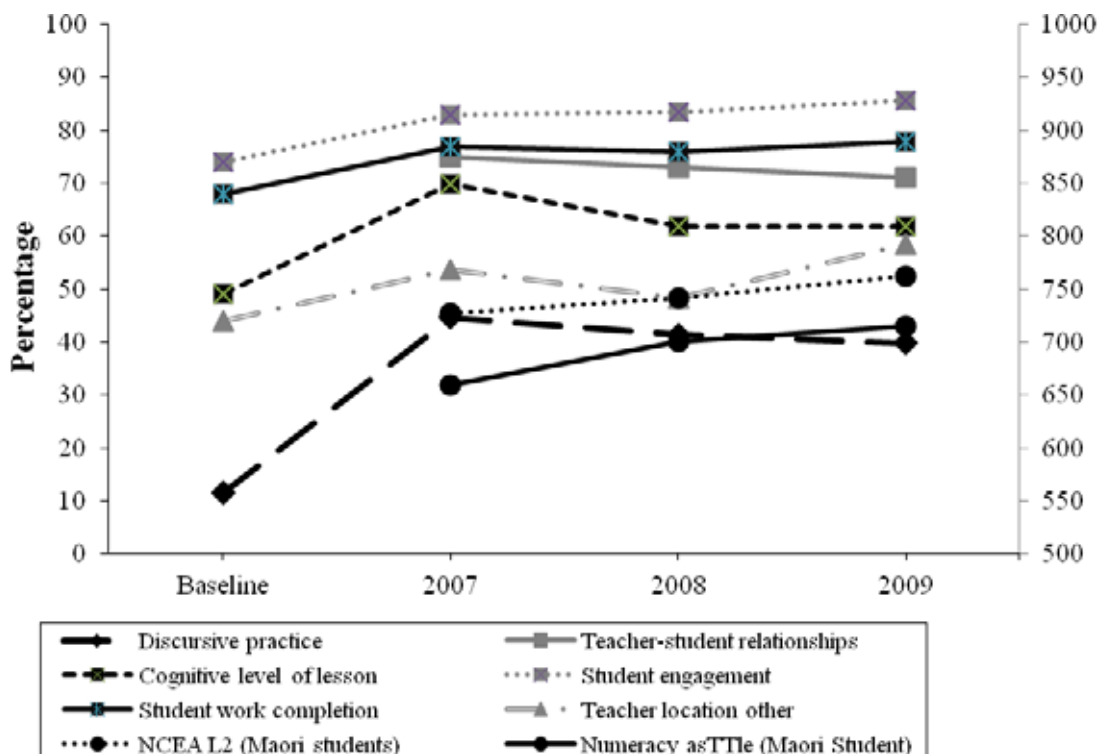 100 1000
90 950
80 900
70 850
60 800
50 750
40 700
30 650
20 600
10 550
0 500
Percentage
Baseline 2007 2008 2009
Discursive practice Teacher-student relationships
Cognitive level of lesson Student engagement
Student work completion Teacher location other
NCEA L2 (Maori students) Numeracy asTTle (Maori Student)